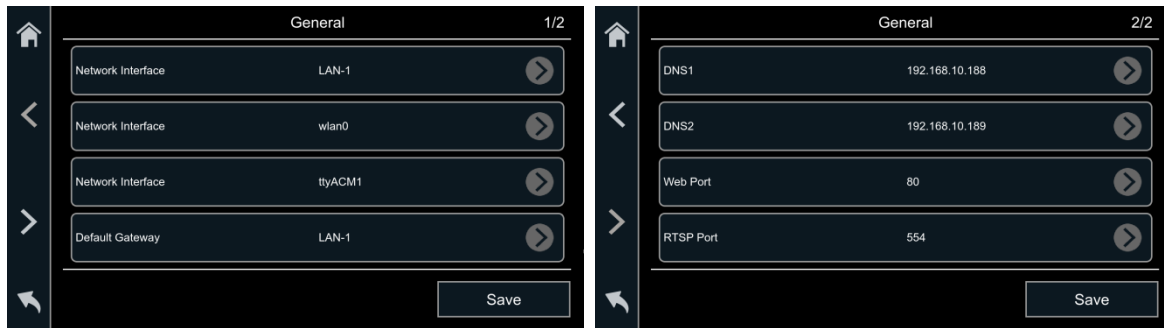 General 1/2
Network Interface LAN-1
Network Interface wlan0
Network Interface ttyACM1
Default Gateway LAN-1
Save
General 2/2
DNS1 192.168.10.188
DNS2 192.168.10.189
Web Port 80
RTSP Port 554
Save